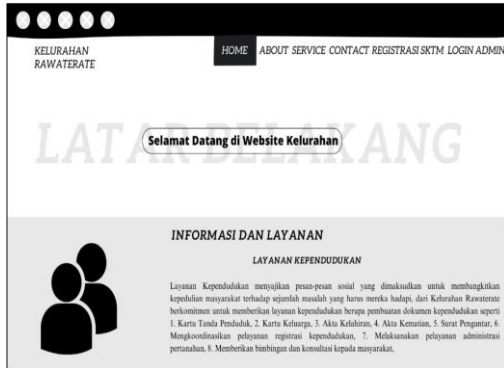 KELURAHAN
RAWATERATE
HOME ABOUT SERVICE CONTACT REGISTRASI SKTM LOGIN ADMIN
LATAR BELAKANG
Selamat Datang di Website Kelurahan
INFORMASI DAN LAYANAN
LAYANAN KEPENDUDUKAN
Layanan Kependudukan menyajikan pesan-pesan sosial yang dimaksudkan untuk membangkitkan
kepedulian masyarakat terhadap sejumlah masalah yang harus mereka hadapi, dari Kelurahan Rawaterate
berkomitmen untuk memberikan layanan kependudukan berupa pembuatan dokumen kependudukan seperti
1. Kartu Tanda Penduduk, 2. Kartu Keluarga, 3. Akta Kelahiran, 4. Akta Kematian, 5. Surat Pengantar, 6.
Mengkoordinasikan pelayanan registrasi kependudukan, 7. Melaksanakan pelayanan administrasi
pertanahan, 8. Memberikan bimbingan dan konsultasi kepada masyarakat,